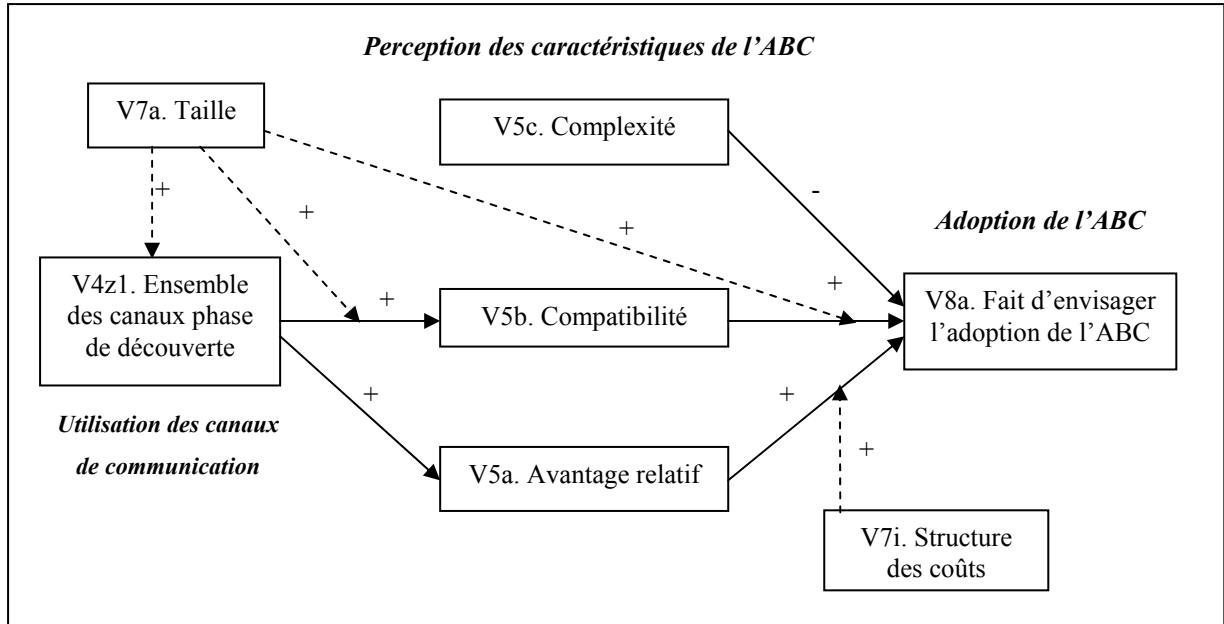 Perception des caractéristiques de l’ABC
V7a. Taille
V5c. Complexité
+
+
+
-
Adoption de l’ABC
V4z1. Ensemble
des canaux phase
de découverte
+
V5b. Compatibilité
+
V8a. Fait d’envisager
l’adoption de l’ABC
+
+
Utilisation des canaux
de communication
V5a. Avantage relatif
+
V7i. Structure
des coûts